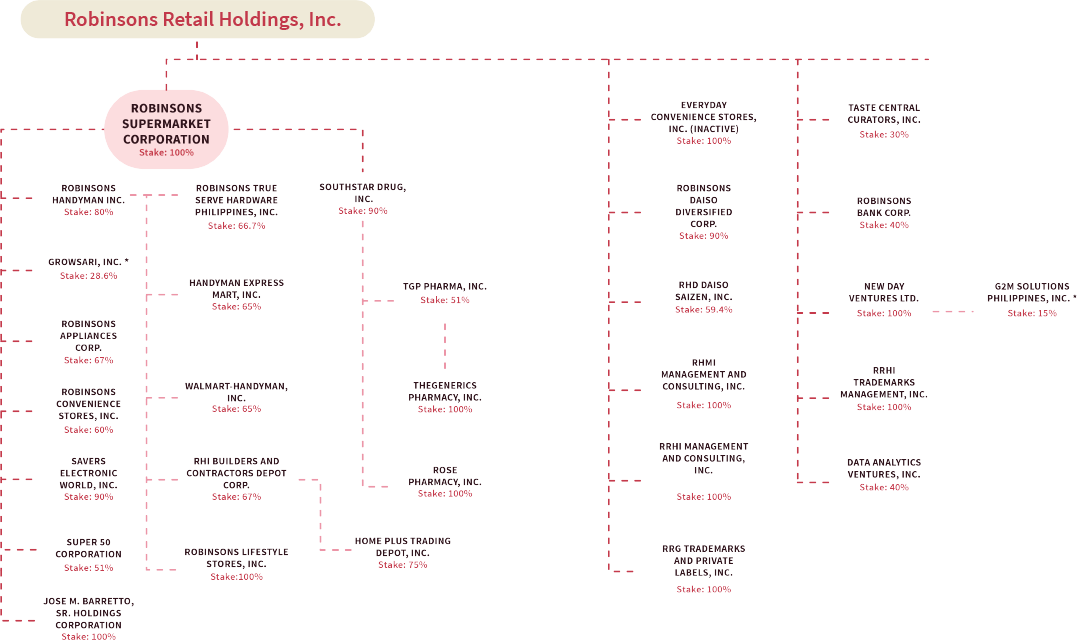 Robinsons Retail Holdings, Inc.
ROBINSONS
SUPERMARKET
CORPORATION
Stake: 100%
ROBINSONS
HANDYMAN INC.
Stake: 80%
GROWSARI, INC. *
Stake: 28.6%
ROBINSONS
APPLIANCES
CORP.
Stake: 67%
ROBINSONS
CONVENIENCE
STORES, INC.
Stake: 60%
SAVERS
ELECTRONIC
WORLD, INC.
Stake: 90%
SUPER 50
CORPORATION
Stake: 51%
JOSE M. BARRETTO,
SR. HOLDINGS
CORPORATION
Stake: 100%
ROBINSONS TRUE
SERVE HARDWARE
PHILIPPINES, INC.
Stake: 66.7%
HANDYMAN EXPRESS
MART, INC.
Stake: 65%
WALMART-HANDYMAN,
INC.
Stake: 65%
RHI BUILDERS AND
CONTRACTORS DEPOT
CORP.
Stake: 67%
ROBINSONS LIFESTYLE
STORES, INC.
Stake:100%
SOUTHSTAR DRUG,
INC.
Stake: 90%
TGP PHARMA, INC.
Stake: 51%
THEGENERICS
PHARMACY, INC.
Stake: 100%
ROSE
PHARMACY, INC.
Stake: 100%
HOME PLUS TRADING
DEPOT, INC.
Stake: 75%
EVERYDAY
CONVENIENCE STORES,
INC. (INACTIVE)
Stake: 100%
ROBINSONS
DAISO
DIVERSIFIED
CORP.
Stake: 90%
RHD DAISO
SAIZEN, INC.
Stake: 59.4%
RHMI
MANAGEMENT AND
CONSULTING, INC.
Stake: 100%
RRHI MANAGEMENT
AND CONSULTING,
INC.
Stake: 100%
RRG TRADEMARKS
AND PRIVATE
LABELS, INC.
Stake: 100%
TASTE CENTRAL
CURATORS, INC.
Stake: 30%
ROBINSONS
BANK CORP.
Stake: 40%
NEW DAY
VENTURES LTD.
Stake: 100%
G2M SOLUTIONS
PHILIPPINES, INC. *
Stake: 15%
RRHI
TRADEMARKS
MANAGEMENT, INC.
Stake: 100%
DATA ANALYTICS
VENTURES, INC.
Stake: 40%